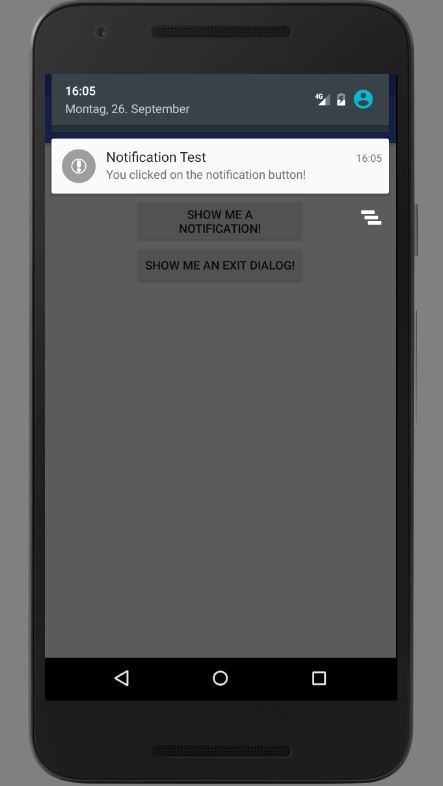 16:05
Montag, 26. September
4G
Notification Test 16:05
You clicked on the notification button!
SHOW ME A
NOTIFICATION!
SHOW ME AN EXIT DIALOG!